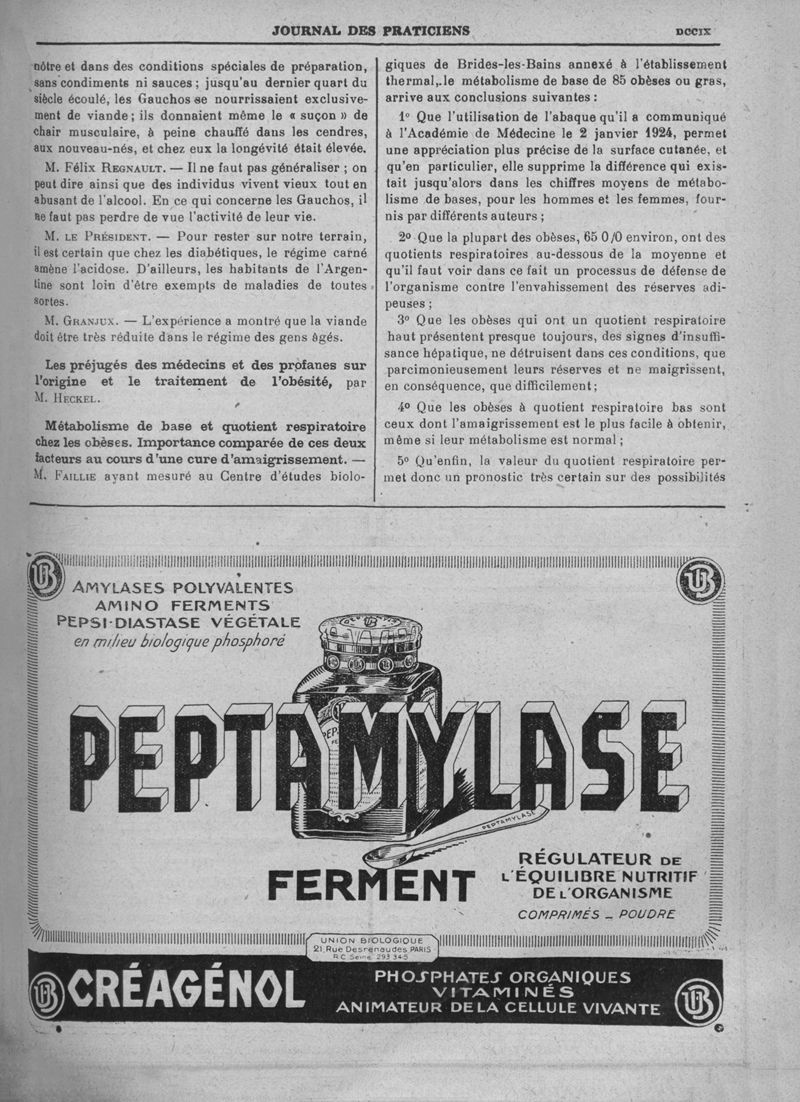 JOURNAL DES PRATICIENS
DCCIX
nôtre et dans des conditions spéciales de préparation,
sans condiments ni sauces ; jusqu'au dernier quart du
siècle écoulé, les Gauchos se nourrissaient exclusive-
ment de viande ; ils donnaient même le « suçon » de
chair musculaire, à peine chauffé dans les cendres,
aux nouveau-nés, et chez eux la longévité était élevée.
M. Félix REGNAULT. — Il ne faut pas généraliser ; on
peut dire ainsi que des individus vivent vieux tout en
abusant de l'alcool. En ce qui concerne les Gauchos, il
ne faut pas perdre de vue l'activité de leur vie.
M. LE PRÉSIDENT. — Pour rester sur notre terrain,
il est certain que chez les diabétiques, le régime carné
amène l'acidose. D'ailleurs, les habitants de l'Argen-
tine sont loin d'être exempts de maladies de toutes
sortes.
M. GRANJUX. — L'expérience a montré que la viande
doit être très réduite dans le régime des gens âgés.
Les préjugés des médecins et des profanes sur
l'origine et le traitement de l'obésité, par
M. HECKEL.
Métabolisme de base et quotient respiratoire
chez les obèses. Importance comparée de ces deux
facteurs au cours d'une cure d'amaigrissement. —
M. FAILLIE ayant mesuré au Centre d'études biolo-
giques de Brides-les-Bains annexé à l'établissement
thermal, le métabolisme de base de 85 obèses ou gras,
arrive aux conclusions suivantes :
1° Que l'utilisation de l'abaque qu'il a communiqué
à l'Académie de Médecine le 2 janvier 1924, permet
une appréciation plus précise de la surface cutanée, et
qu'en particulier, elle supprime la différence qui exis-
tait jusqu'alors dans les chiffres moyens de métabo-
lisme de bases, pour les hommes et les femmes, four-
nis par différents auteurs ;
2° Que la plupart des obèses, 65 0/0 environ, ont des
quotients respiratoires au-dessous de la moyenne et
qu'il faut voir dans ce fait un processus de défense de
l'organisme contre l'envahissement des réserves adi-
peuses ;
3° Que les obèses qui ont un quotient respiratoire
haut présentent presque toujours, des signes d'insuffi-
sance hépatique, ne détruisent dans ces conditions, que
parcimonieusement leurs réserves et ne maigrissent,
en conséquence, que difficilement ;
4° Que les obèses à quotient respiratoire bas sont
ceux dont l'amaigrissement est le plus facile à obtenir,
même si leur métabolisme est normal ;
5° Qu'enfin, la valeur du quotient respiratoire per-
met donc un pronostic très certain sur des possibilités
UB
UB
AMYLASES POLYVALENTES
AMINO FERMENTS
PEPSI-DIASTASE VÉGÉTALE
en milieu biologique phosphoré
PEPTAMYLASE
PEPTAMYLASE
FERMENT
RÉGULATEUR DE
L'ÉQUILIBRE NUTRITIF
DE L'ORGANISME
COMPRIMÉS _ POUDRE
UNION BIOLOGIQUE
21, Rue Desrenaudes PARIS
R C Seine 293 345
UB
CRÉAGÉNOL
PHOSPHATES ORGANIQUES
VITAMINÉS
ANIMATEUR DE LA CELLULE VIVANTE
UB